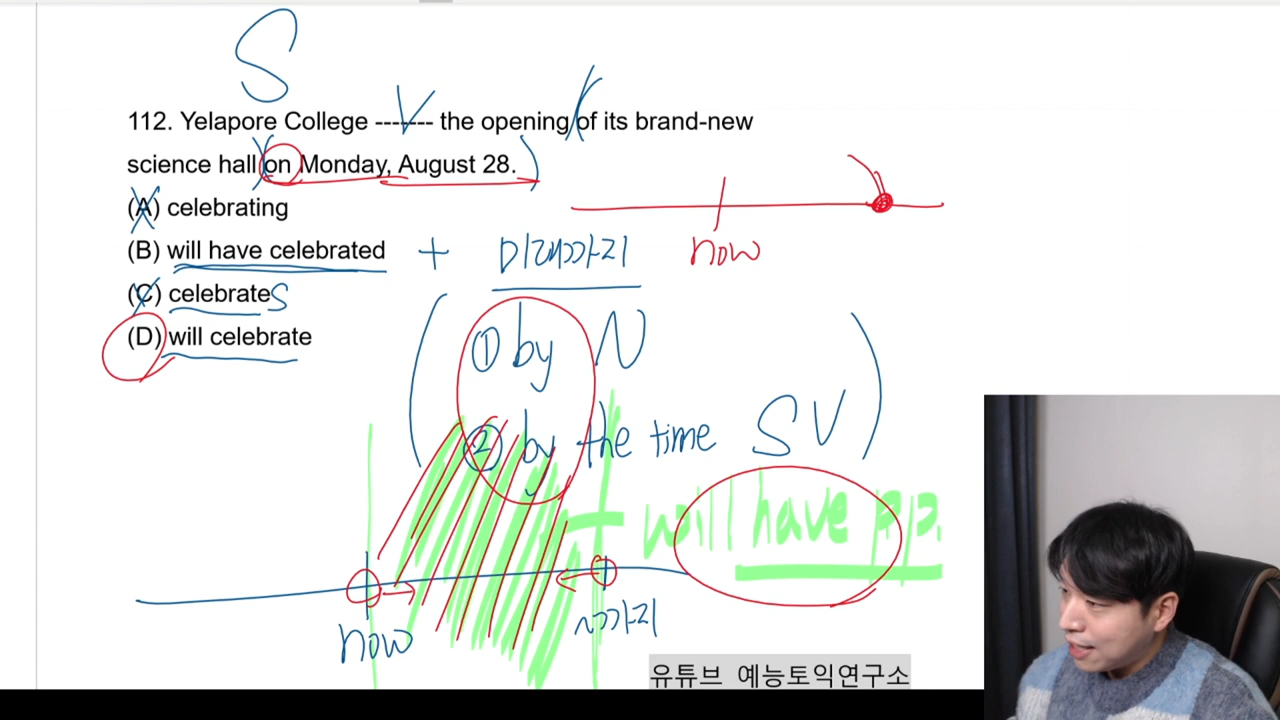 S
V
112. Yelapore College ------- the opening of its brand-new
science hall on Monday, August 28.
(A) celebrating
(B) will have celebrated + 미래까지
now
(C) celebrates
(D) will celebrate
① by N
② by the time SV
will have p.p.
now
~까지
유튜브 예능토익연구소